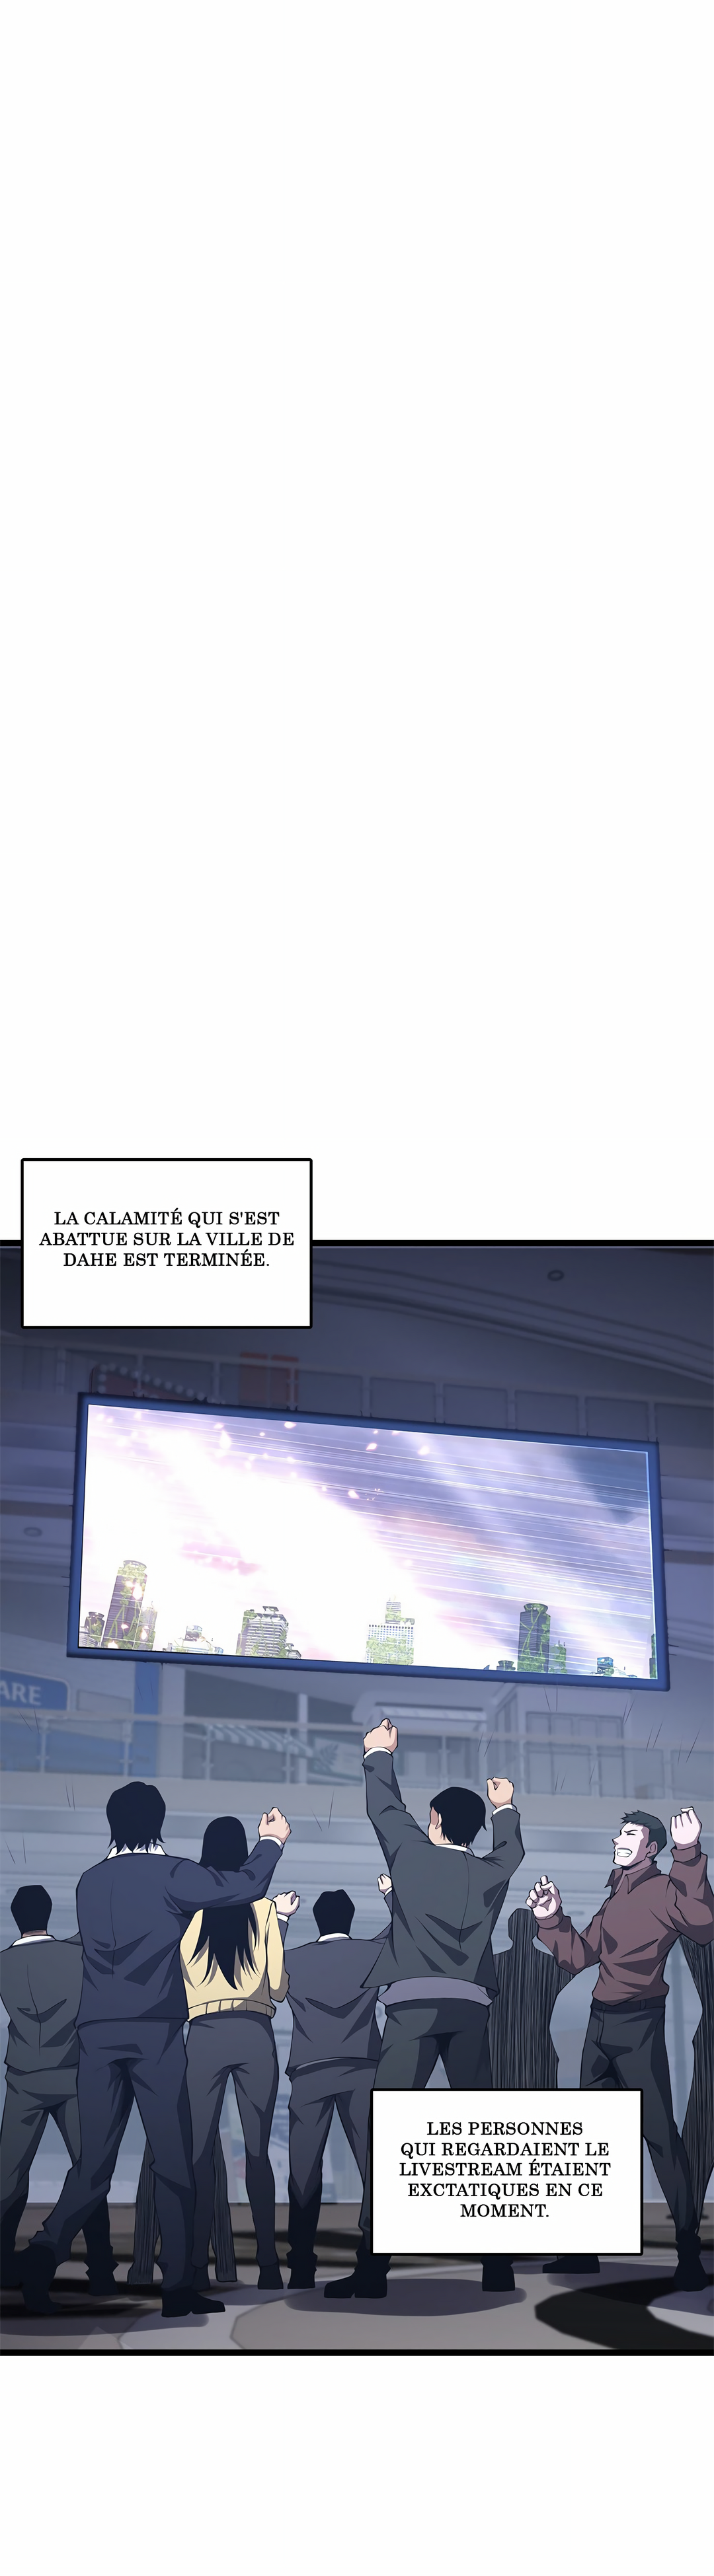 LA CALAMITÉ QUI S'EST
ABATTUE SUR LA VILLE DE
DAHE EST TERMINÉE.
ARE
LES PERSONNES
QUI REGARDAIENT LE
LIVESTREAM ÉTAIENT
EXCTATIQUES EN CE
MOMENT.